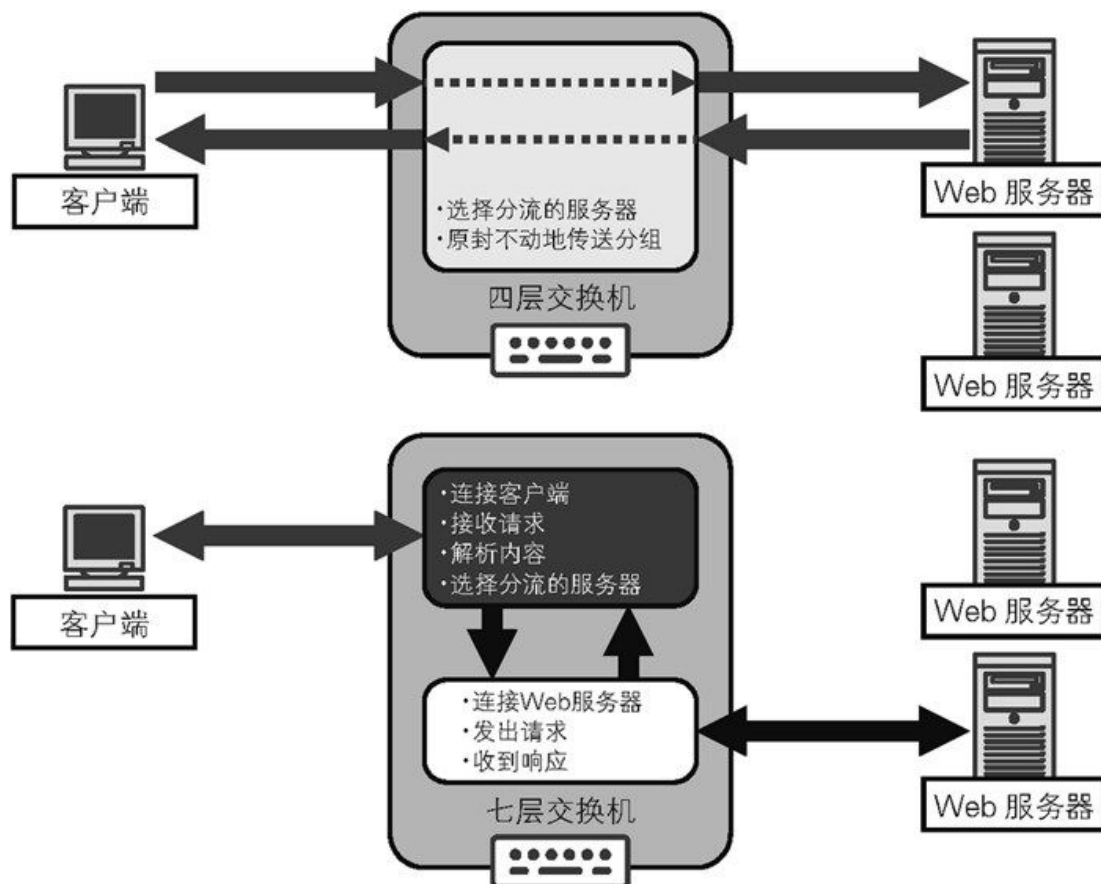 客户端
·选择分流的服务器
·原封不动地传送分组
四层交换机
Web 服务器
Web 服务器
客户端
·连接客户端
·接收请求
·解析内容
·选择分流的服务器
·连接Web服务器
·发出请求
·收到响应
七层交换机
Web 服务器
Web 服务器